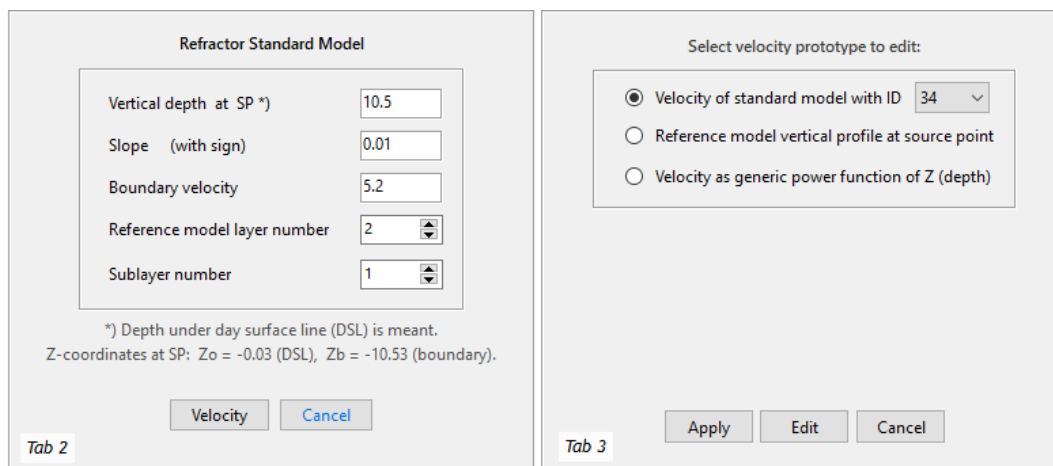 Refractor Standard Model
Vertical depth at SP *) 10.5
Slope (with sign) 0.01
Boundary velocity 5.2
Reference model layer number 2
Sublayer number 1
*) Depth under day surface line (DSL) is meant.
Z-coordinates at SP: Zo = -0.03 (DSL), Zb = -10.53 (boundary).
Velocity Cancel
Tab 2
Select velocity prototype to edit:
Velocity of standard model with ID 34
Reference model vertical profile at source point
Velocity as generic power function of Z (depth)
Apply Edit Cancel
Tab 3